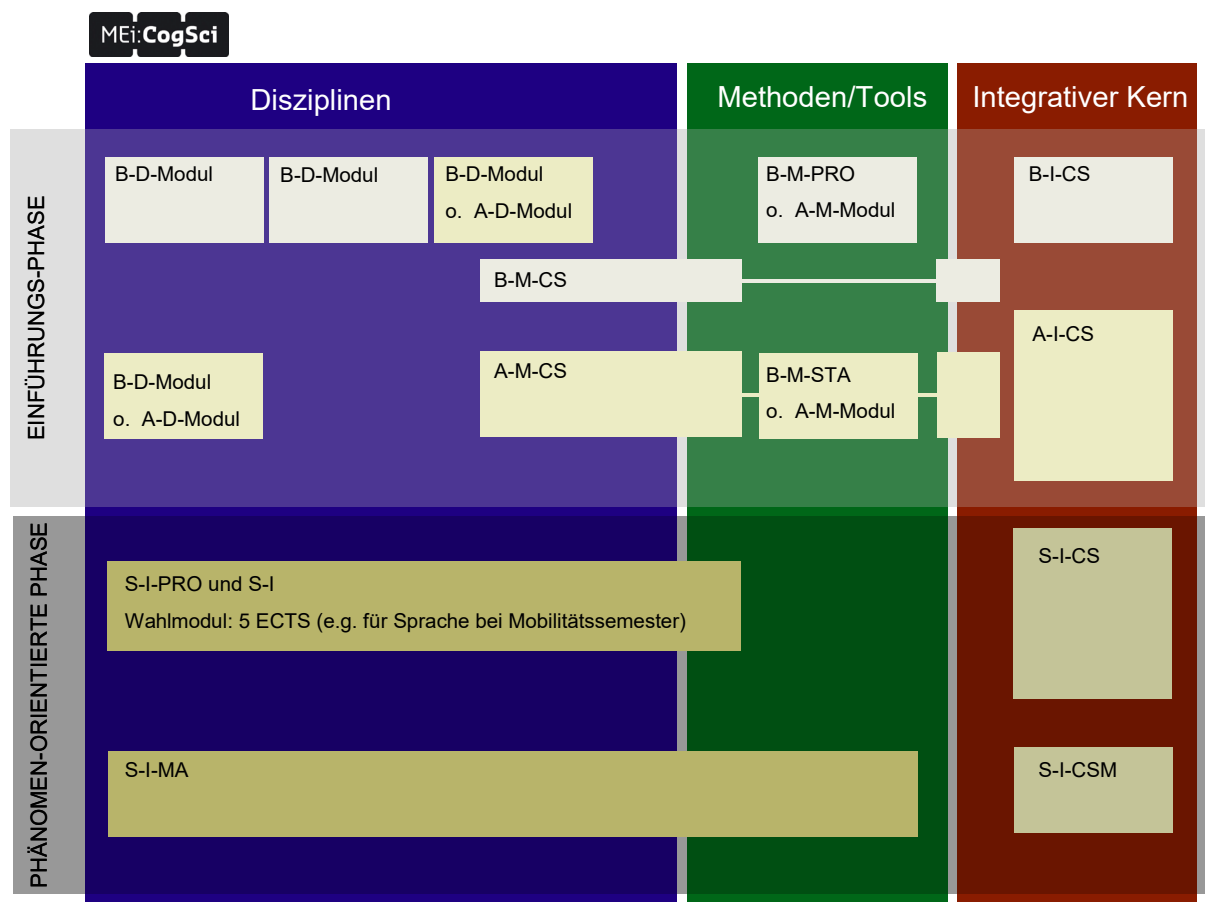 MEi:CogSci
Disziplinen
Methoden/Tools
Integrativer Kern
EINFÜHRUNGS-PHASE
B-D-Modul
B-D-Modul
B-D-Modul
o. A-D-Modul
B-M-PRO
o. A-M-Modul
B-I-CS
B-M-CS
B-D-Modul
o. A-D-Modul
A-M-CS
B-M-STA
o. A-M-Modul
A-I-CS
PHÄNOMEN-ORIENTIERTE PHASE
S-I-PRO und S-I
Wahlmodul: 5 ECTS (e.g. für Sprache bei Mobilitätssemester)
S-I-CS
S-I-MA
S-I-CSM